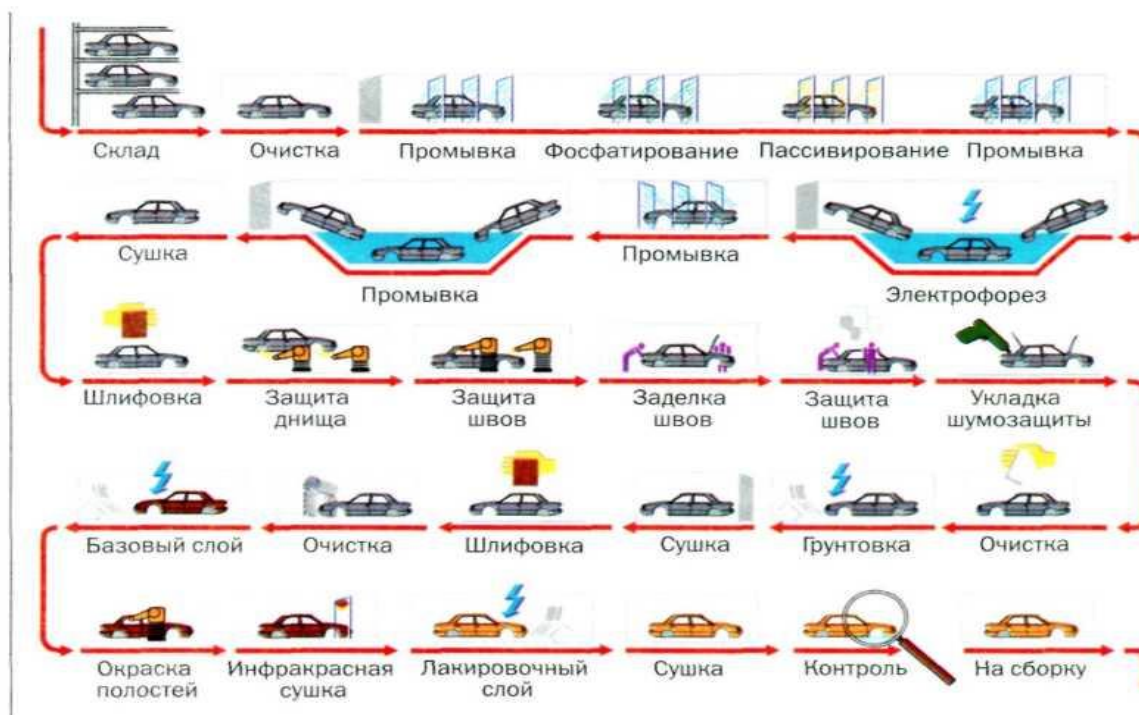 Склад Очистка Промывка Фосфатирование Пассивирование Промывка
Сушка Промывка Промывка Электрофорез
Шлифовка Защита днища Защита швов Заделка швов Защита швов Укладка шумозащиты
Базовый слой Очистка Шлифовка Сушка Грунтовка Очистка
Окраска полостей Инфракрасная сушка Лакировочный слой Сушка Контроль На сборку